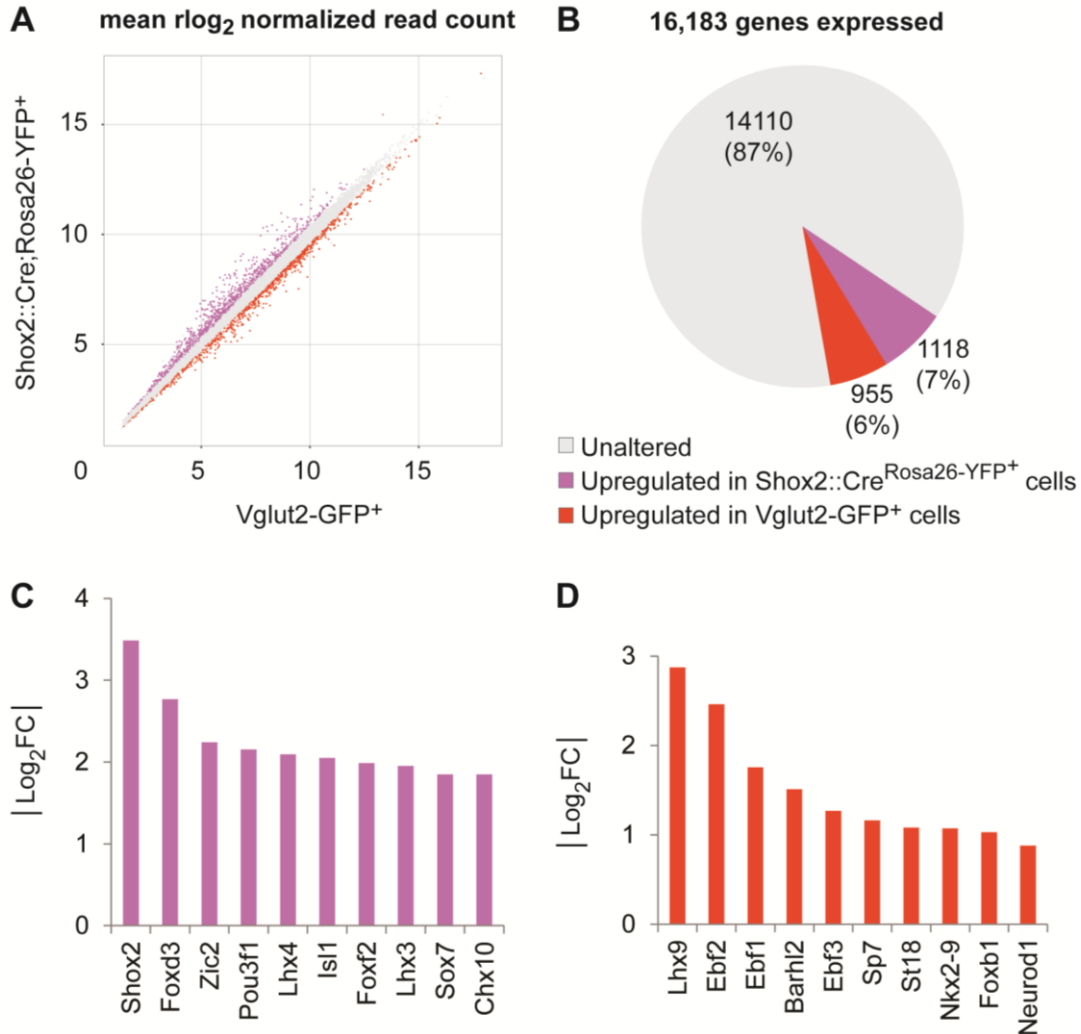 A mean rlog₂ normalized read count
Shox2::Cre;Rosa26-YFP⁺
15
10
5
0
5
10
15
Vglut2-GFP⁺
B 16,183 genes expressed
14110
(87%)
1118
(7%)
955
(6%)
Unaltered
Upregulated in Shox2::Cre^Rosa26-YFP⁺ cells
Upregulated in Vglut2-GFP⁺ cells
C
|Log₂FC|
4
3
2
1
0
Shox2
Foxd3
Zic2
Pou3f1
Lhx4
Isl1
Foxf2
Lhx3
Sox7
Chx10
D
|Log₂FC|
3
2
1
0
Lhx9
Ebf2
Ebf1
Barhl2
Ebf3
Sp7
St18
Nkx2-9
Foxb1
Neurod1